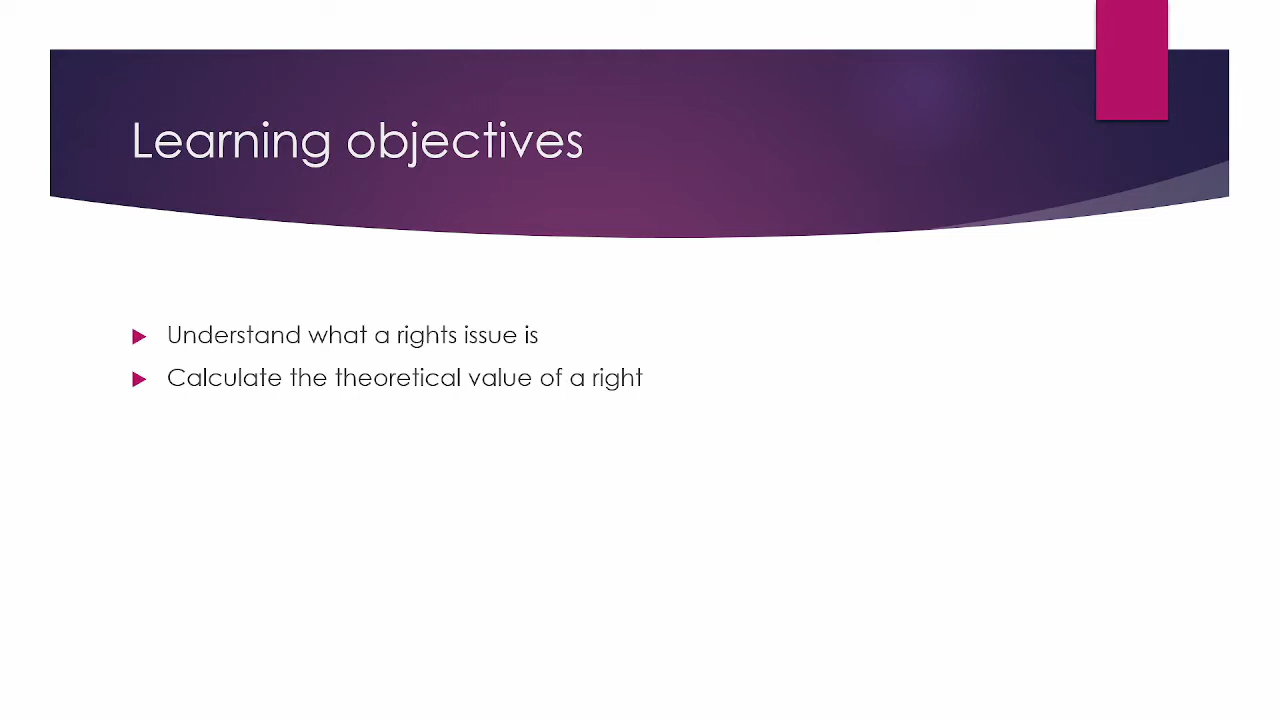 Learning objectives
Understand what a rights issue is
Calculate the theoretical value of a right